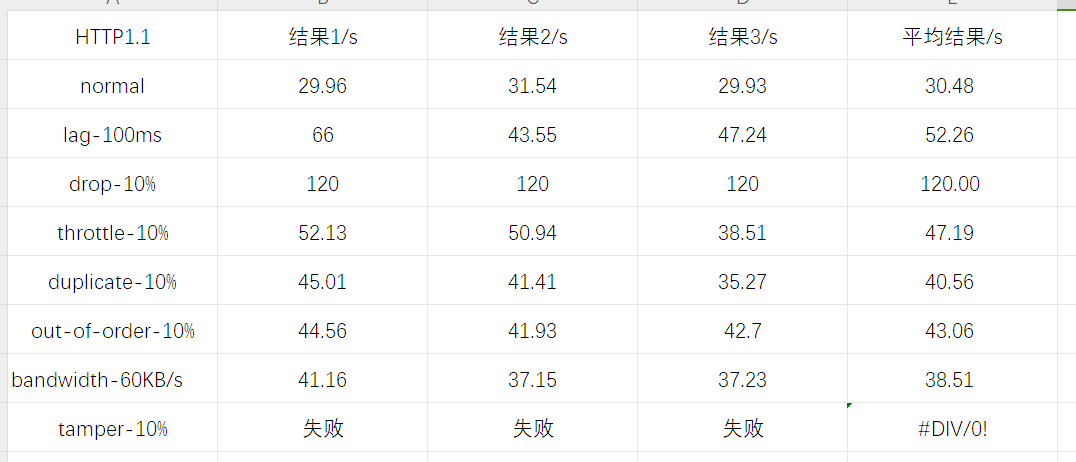 HTTP1.1 结果1/s 结果2/s 结果3/s 平均结果/s
normal 29.96 31.54 29.93 30.48
lag-100ms 66 43.55 47.24 52.26
drop-10% 120 120 120 120.00
throttle-10% 52.13 50.94 38.51 47.19
duplicate-10% 45.01 41.41 35.27 40.56
out-of-order-10% 44.56 41.93 42.7 43.06
bandwidth-60KB/s 41.16 37.15 37.23 38.51
tamper-10% 失败 失败 失败 #DIV/0!